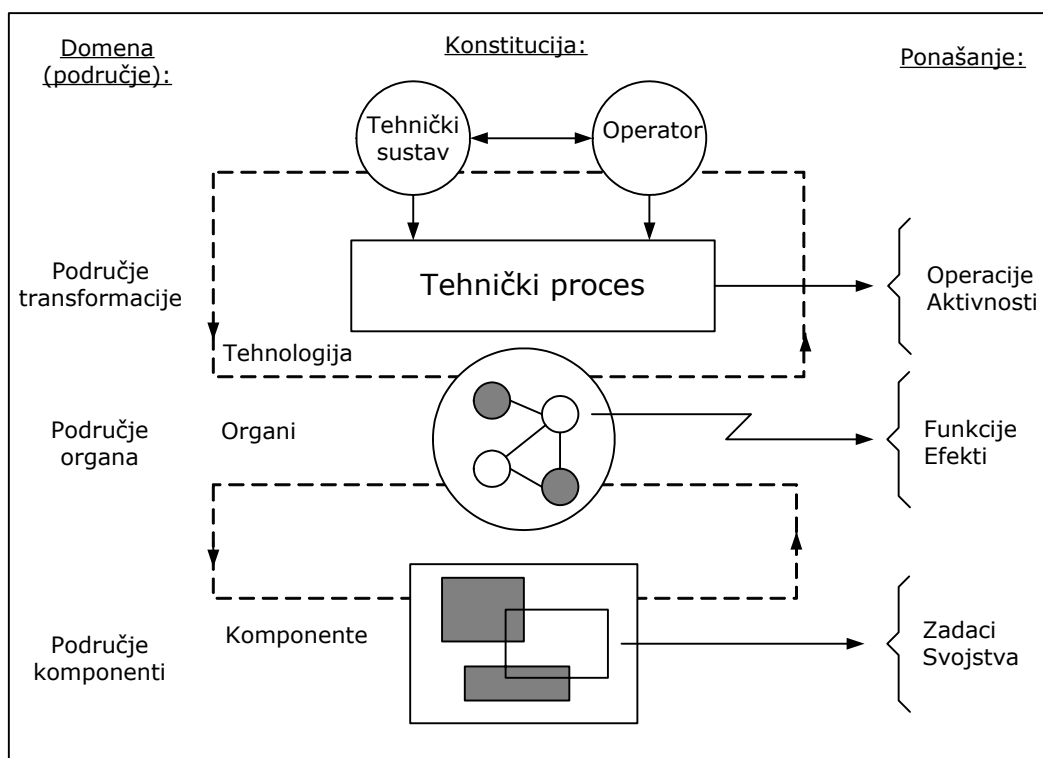 Domena
(područje):
Konstitucija:
Ponašanje:
Tehnički
sustav
Operator
Područje
transformacije
Tehnički proces
Operacije
Aktivnosti
Tehnologija
Područje
organa
Organi
Funkcije
Efekti
Područje
komponenti
Komponente
Zadaci
Svojstva